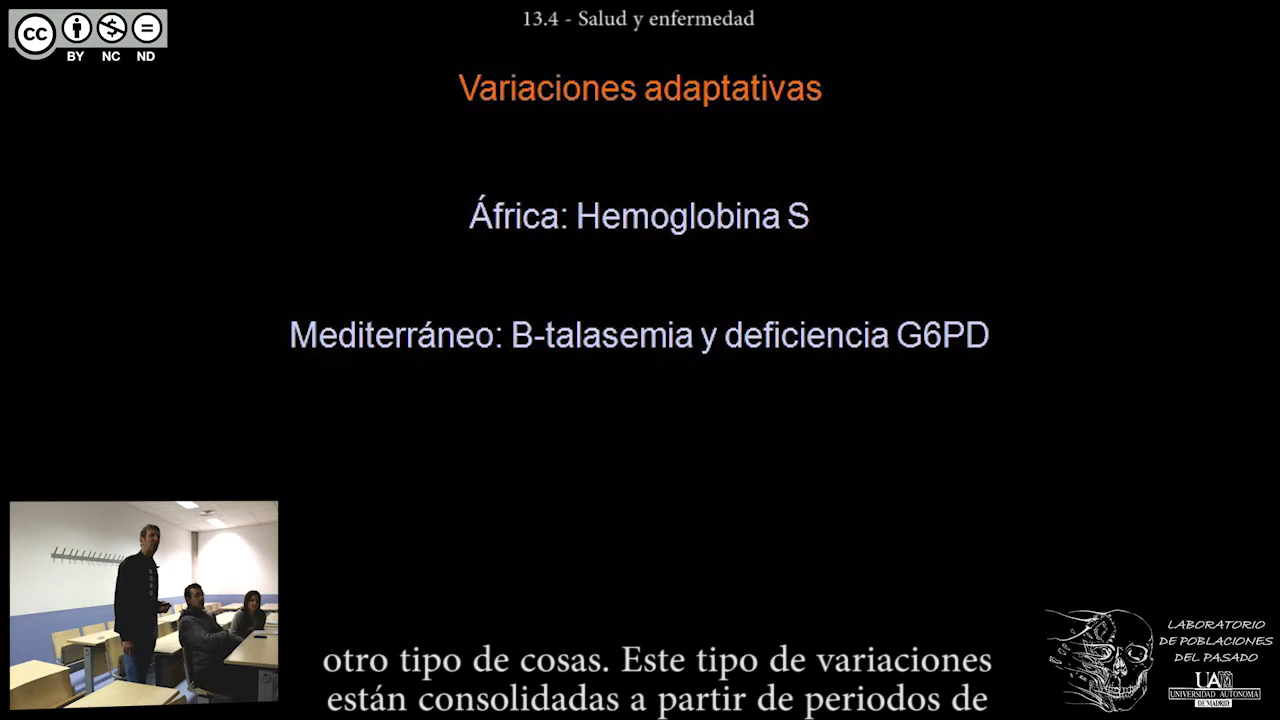 13.4 - Salud y enfermedad
cc
BY NC ND
Variaciones adaptativas
África: Hemoglobina S
Mediterráneo: B-talasemia y deficiencia G6PD
otro tipo de cosas. Este tipo de variaciones
están consolidadas a partir de periodos de
LABORATORIO
DE POBLACIONES
DEL PASADO
UAM
UNIVERSIDAD AUTONOMA
DE MADRID